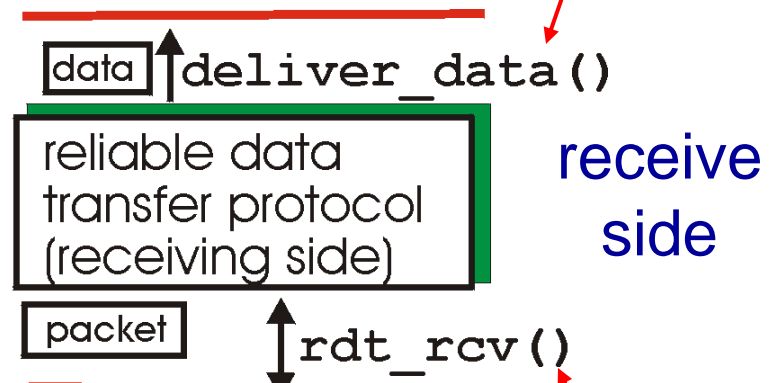 data deliver_data()
reliable data
transfer protocol
(receiving side)
receive
side
packet rdt_rcv()